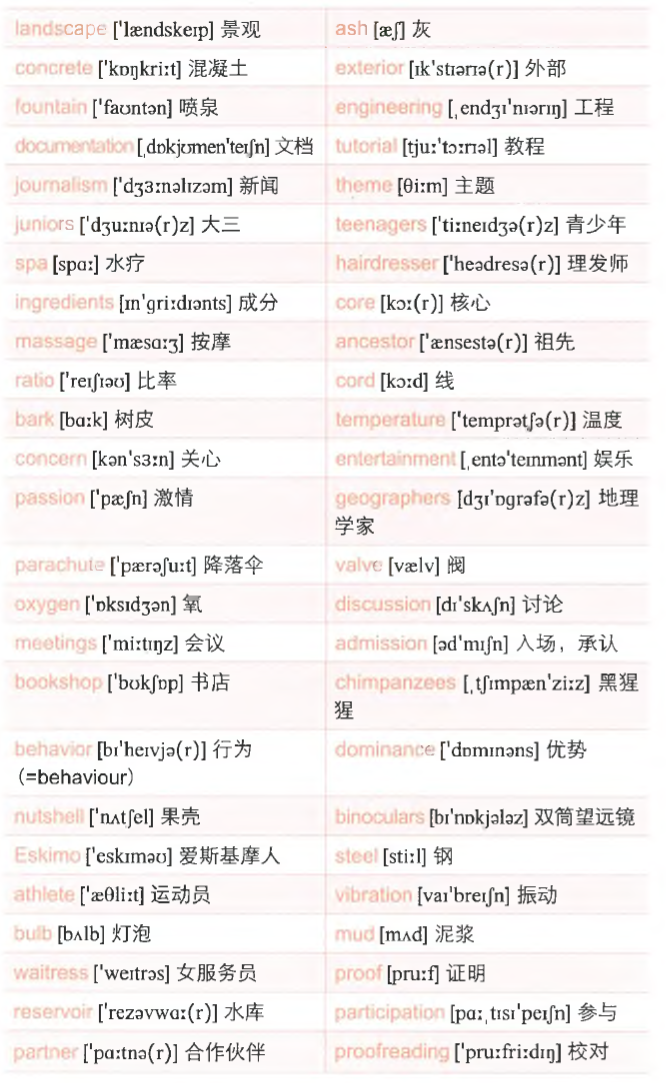 landscape ['lændskeɪp] 景观
ash [æʃ] 灰
concrete ['kɒŋkriːt] 混凝土
exterior [ɪk'stɪərɪə(r)] 外部
fountain ['faʊntən] 喷泉
engineering [ˌendʒɪ'nɪərɪŋ] 工程
documentation [ˌdɒkjʊmen'teɪʃn] 文档
tutorial [tjuː'tɔːrɪəl] 教程
journalism ['dʒɜːnəlɪzəm] 新闻
theme [θiːm] 主题
juniors ['dʒuːnɪə(r)z] 大三
teenagers ['tiːneɪdʒə(r)z] 青少年
spa [spɑː] 水疗
hairdresser ['headresə(r)] 理发师
ingredients [ɪn'ɡriːdɪənts] 成分
core [kɔː(r)] 核心
massage ['mæsɑːʒ] 按摩
ancestor ['ænsestə(r)] 祖先
ratio ['reɪʃɪəʊ] 比率
cord [kɔːd] 线
bark [bɑːk] 树皮
temperature ['temprətʃə(r)] 温度
concern [kən'sɜːn] 关心
entertainment [ˌentə'teɪnmənt] 娱乐
passion ['pæʃn] 激情
geographers [dʒɪ'ɒɡrəfə(r)z] 地理
学家
parachute ['pærəʃuːt] 降落伞
valve [vælv] 阀
oxygen ['ɒksɪdʒən] 氧
discussion [dɪ'skʌʃn] 讨论
meetings ['miːtɪŋz] 会议
admission [əd'mɪʃn] 入场，承认
bookshop ['bʊkʃɒp] 书店
chimpanzees [ˌtʃɪmpæn'ziːz] 黑猩
猩
behavior [bɪ'heɪvjə(r)] 行为
（=behaviour）
dominance ['dɒmɪnəns] 优势
nutshell ['nʌtʃel] 果壳
binoculars [bɪ'nɒkjələz] 双筒望远镜
Eskimo ['eskɪməʊ] 爱斯基摩人
steel [stiːl] 钢
athlete ['æθliːt] 运动员
vibration [vaɪ'breɪʃn] 振动
bulb [bʌlb] 灯泡
mud [mʌd] 泥浆
waitress ['weɪtrəs] 女服务员
proof [pruːf] 证明
reservoir ['rezəvwɑː(r)] 水库
participation [pɑːˌtɪsɪ'peɪʃn] 参与
partner ['pɑːtnə(r)] 合作伙伴
proofreading ['pruːfriːdɪŋ] 校对